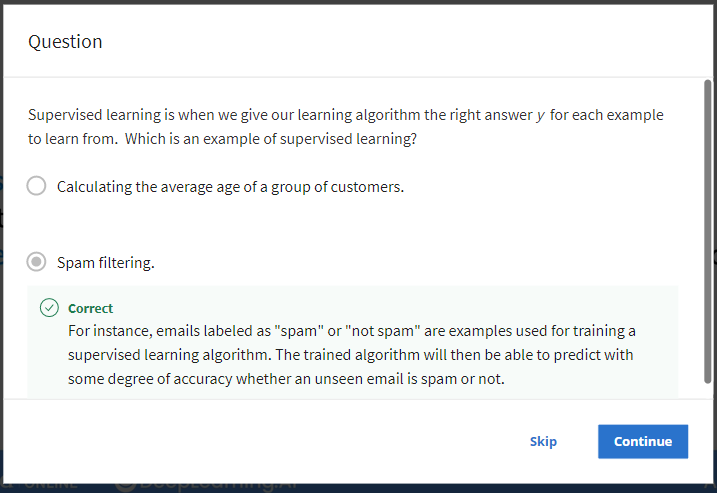 Question
Supervised learning is when we give our learning algorithm the right answer y for each example
to learn from. Which is an example of supervised learning?
Calculating the average age of a group of customers.
Spam filtering.
Correct
For instance, emails labeled as "spam" or "not spam" are examples used for training a
supervised learning algorithm. The trained algorithm will then be able to predict with
some degree of accuracy whether an unseen email is spam or not.
Skip
Continue